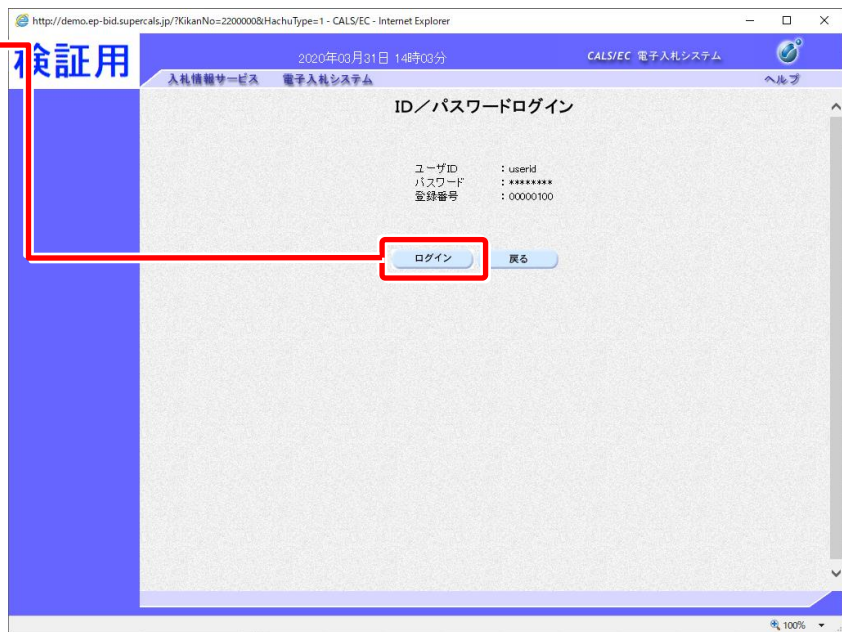 http://demo.ep-bid.supercals.jp/?KikanNo=2200000&HachuType=1 - CALS/EC - Internet Explorer
検証用
2020年03月31日 14時03分
CALS/EC 電子入札システム
入札情報サービス 電子入札システム
ヘルプ
ID／パスワードログイン
ユーザID : userid
パスワード : ********
登録番号 : 00000100
ログイン 戻る
100%